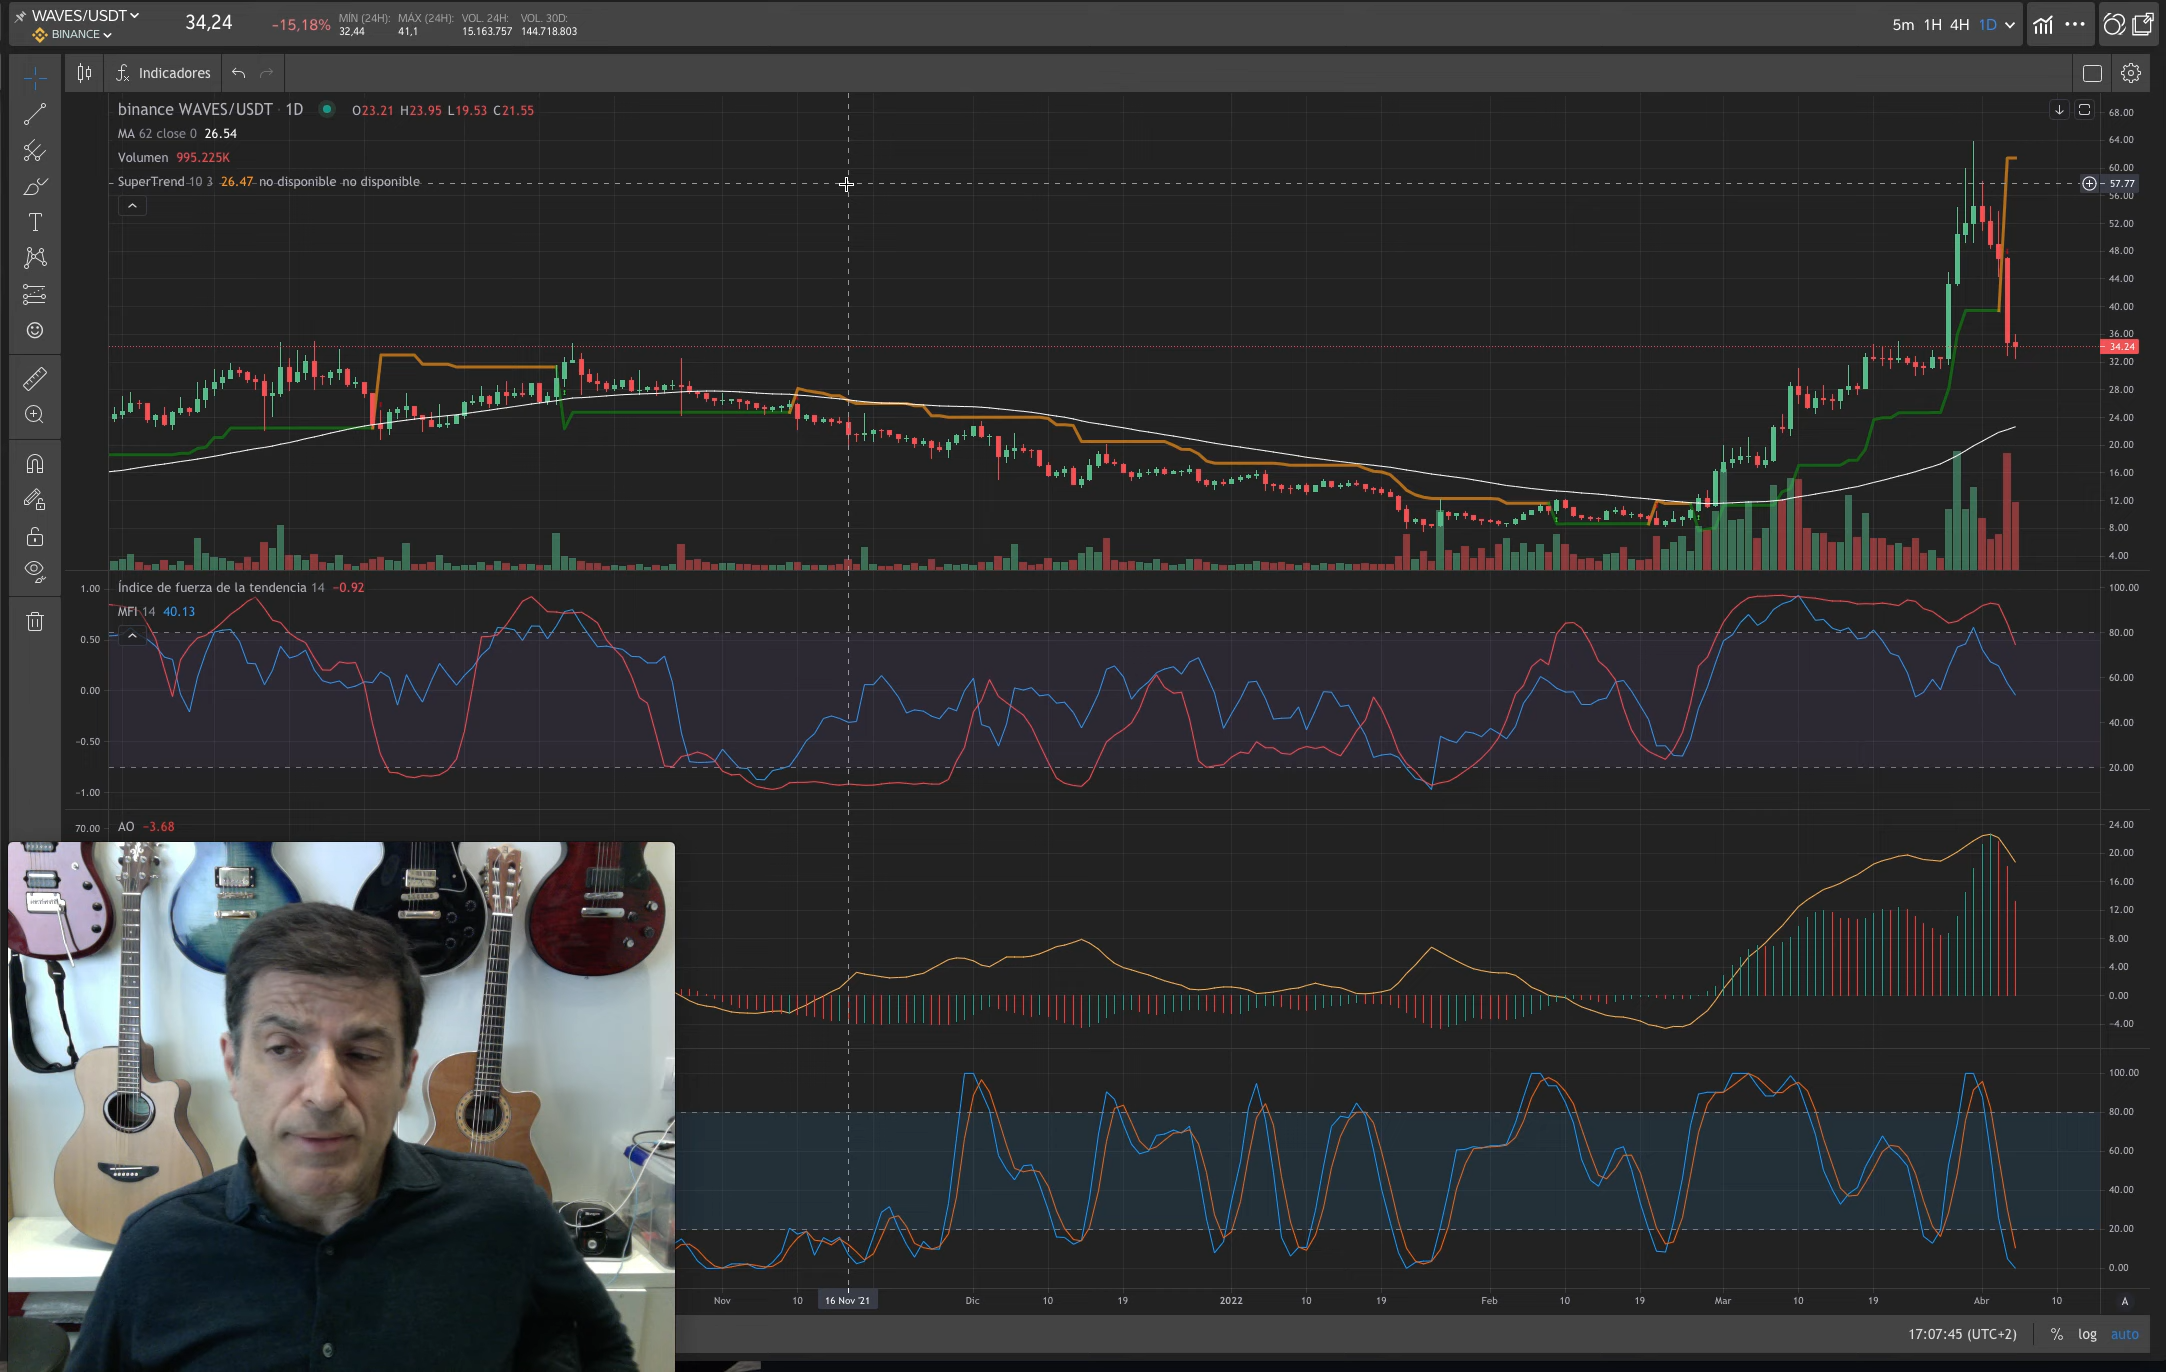 WAVES/USDT
BINANCE
34,24
-15,18%
MÍN (24H):
32,44
MÁX (24H):
41,1
VOL. 24H:
15.163.757
VOL. 30D:
144.718.803
5m 1H 4H 1D
Indicadores
binance WAVES/USDT · 1D O23.21 H23.95 L19.53 C21.55
MA 62 close 0 26.54
Volumen 995.225K
SuperTrend 10 3 26.47 no disponible no disponible
68.00
64.00
60.00
57.77
56.00
52.00
48.00
44.00
40.00
36.00
34.24
32.00
28.00
24.00
20.00
16.00
12.00
8.00
4.00
Índice de fuerza de la tendencia 14 −0.92
MFI 14 40.13
1.00
0.50
0.00
−0.50
−1.00
100.00
80.00
60.00
40.00
20.00
AO −3.68
70.00
24.00
20.00
16.00
12.00
8.00
4.00
0.00
−4.00
100.00
80.00
60.00
40.00
20.00
0.00
Nov 10 16 Nov '21 Dic 10 19 2022 10 19 Feb 10 19 Mar 10 19 Abr 10 A
17:07:45 (UTC+2) % log auto